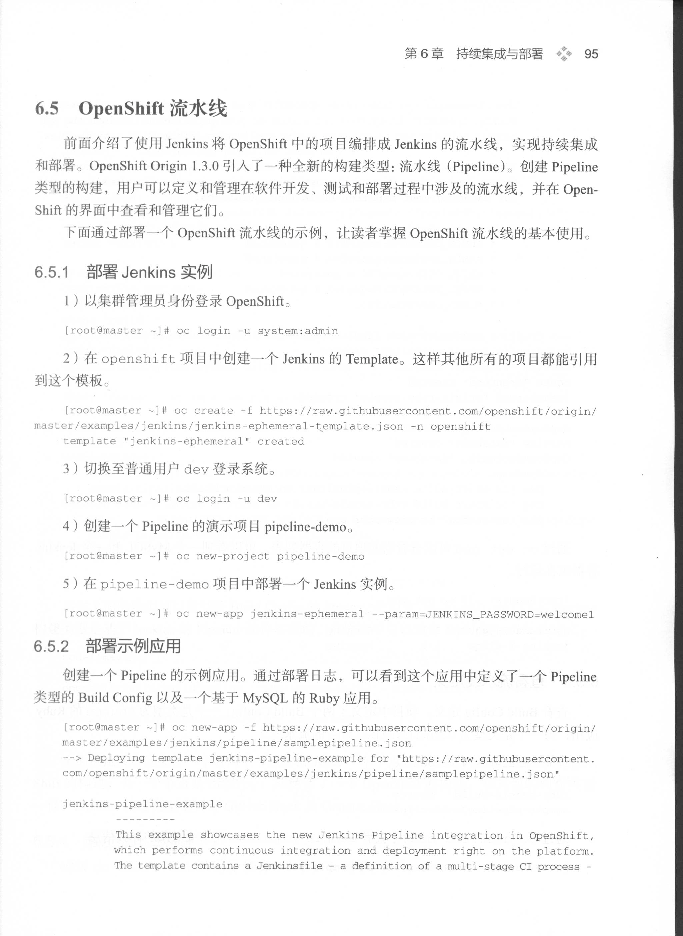 第 6 章 持续集成与部署 95
6.5 OpenShift 流水线
前面介绍了使用 Jenkins 将 OpenShift 中的项目编排成 Jenkins 的流水线，实现持续集成
和部署。OpenShift Origin 1.3.0 引入了一种全新的构建类型：流水线（Pipeline）。创建 Pipeline
类型的构建，用户可以定义和管理在软件开发、测试和部署过程中涉及的流水线，并在 Open-
Shift 的界面中查看和管理它们。
下面通过部署一个 OpenShift 流水线的示例，让读者掌握 OpenShift 流水线的基本使用。
6.5.1 部署 Jenkins 实例
1）以集群管理员身份登录 OpenShift。
[root@master ~]# oc login -u system:admin
2）在 openshift 项目中创建一个 Jenkins 的 Template。这样其他所有的项目都能引用
到这个模板。
[root@master ~]# oc create -f https://raw.githubusercontent.com/openshift/origin/
master/examples/jenkins/jenkins-ephemeral-template.json -n openshift
template "jenkins-ephemeral" created
3）切换至普通用户 dev 登录系统。
[root@master ~]# oc login -u dev
4）创建一个 Pipeline 的演示项目 pipeline-demo。
[root@master ~]# oc new-project pipeline-demo
5）在 pipeline-demo 项目中部署一个 Jenkins 实例。
[root@master ~]# oc new-app jenkins-ephemeral --param=JENKINS_PASSWORD=welcome1
6.5.2 部署示例应用
创建一个 Pipeline 的示例应用。通过部署日志，可以看到这个应用中定义了一个 Pipeline
类型的 Build Config 以及一个基于 MySQL 的 Ruby 应用。
[root@master ~]# oc new-app -f https://raw.githubusercontent.com/openshift/origin/
master/examples/jenkins/pipeline/samplepipeline.json
--> Deploying template jenkins-pipeline-example for "https://raw.githubusercontent.
com/openshift/origin/master/examples/jenkins/pipeline/samplepipeline.json"
jenkins-pipeline-example
---------
This example showcases the new Jenkins Pipeline integration in OpenShift,
which performs continuous integration and deployment right on the platform.
The template contains a Jenkinsfile - a definition of a multi-stage CI process -